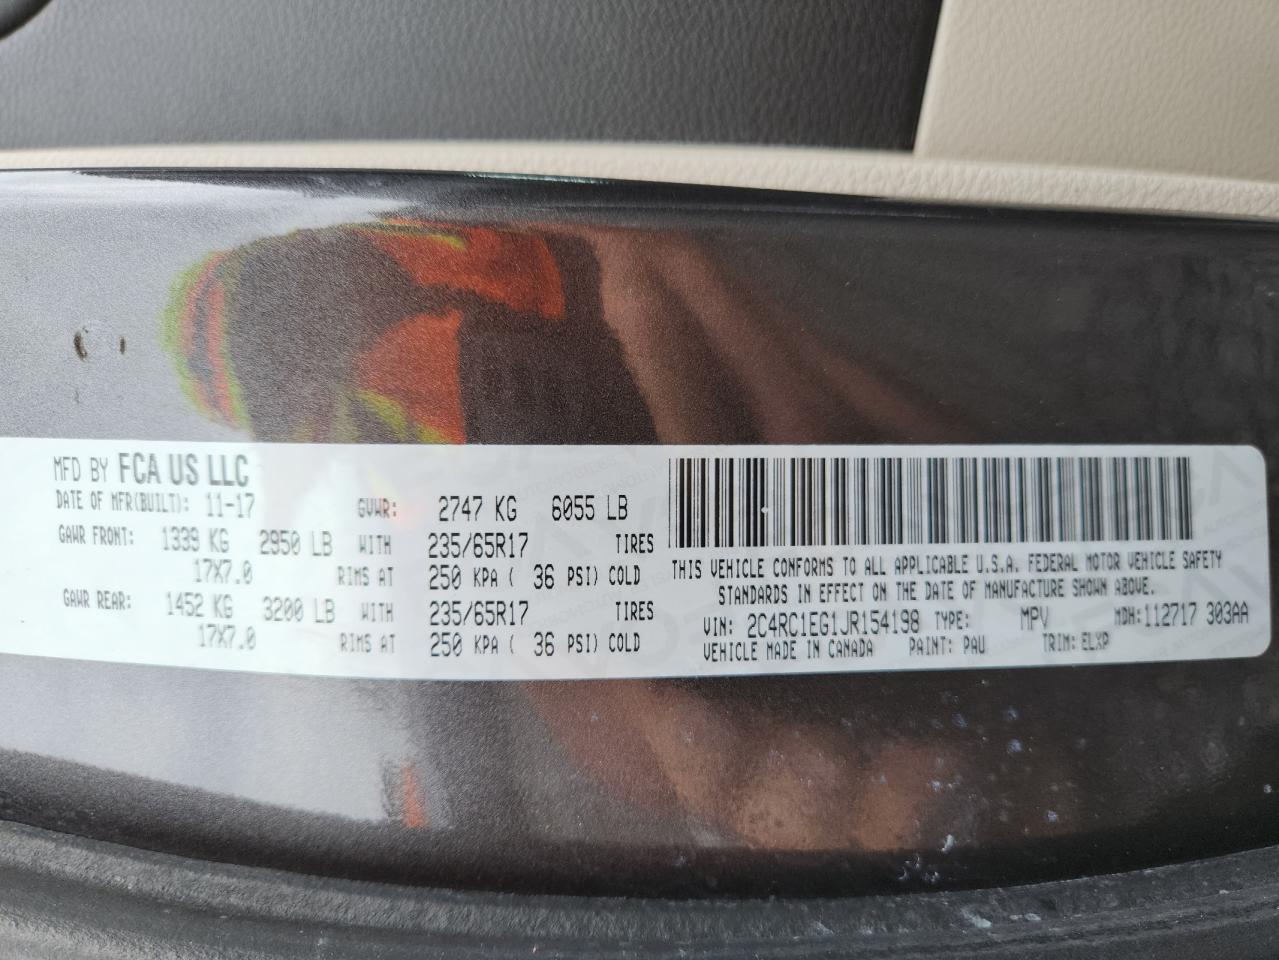 MFD BY FCA US LLC
DATE OF MFR(BUILT): 11-17 GVWR: 2747 KG 6055 LB
GAWR FRONT: 1339 KG 2950 LB WITH 235/65R17 TIRES
17X7.0 RIMS AT 250 KPA ( 36 PSI) COLD
GAWR REAR: 1452 KG 3200 LB WITH 235/65R17 TIRES
17X7.0 RIMS AT 250 KPA ( 36 PSI) COLD
THIS VEHICLE CONFORMS TO ALL APPLICABLE U.S.A. FEDERAL MOTOR VEHICLE SAFETY
STANDARDS IN EFFECT ON THE DATE OF MANUFACTURE SHOWN ABOVE.
VIN: 2C4RC1EG1JR154198 TYPE: MPV MDH:112717 303AA
VEHICLE MADE IN CANADA PAINT: PAU TRIM: ELXP